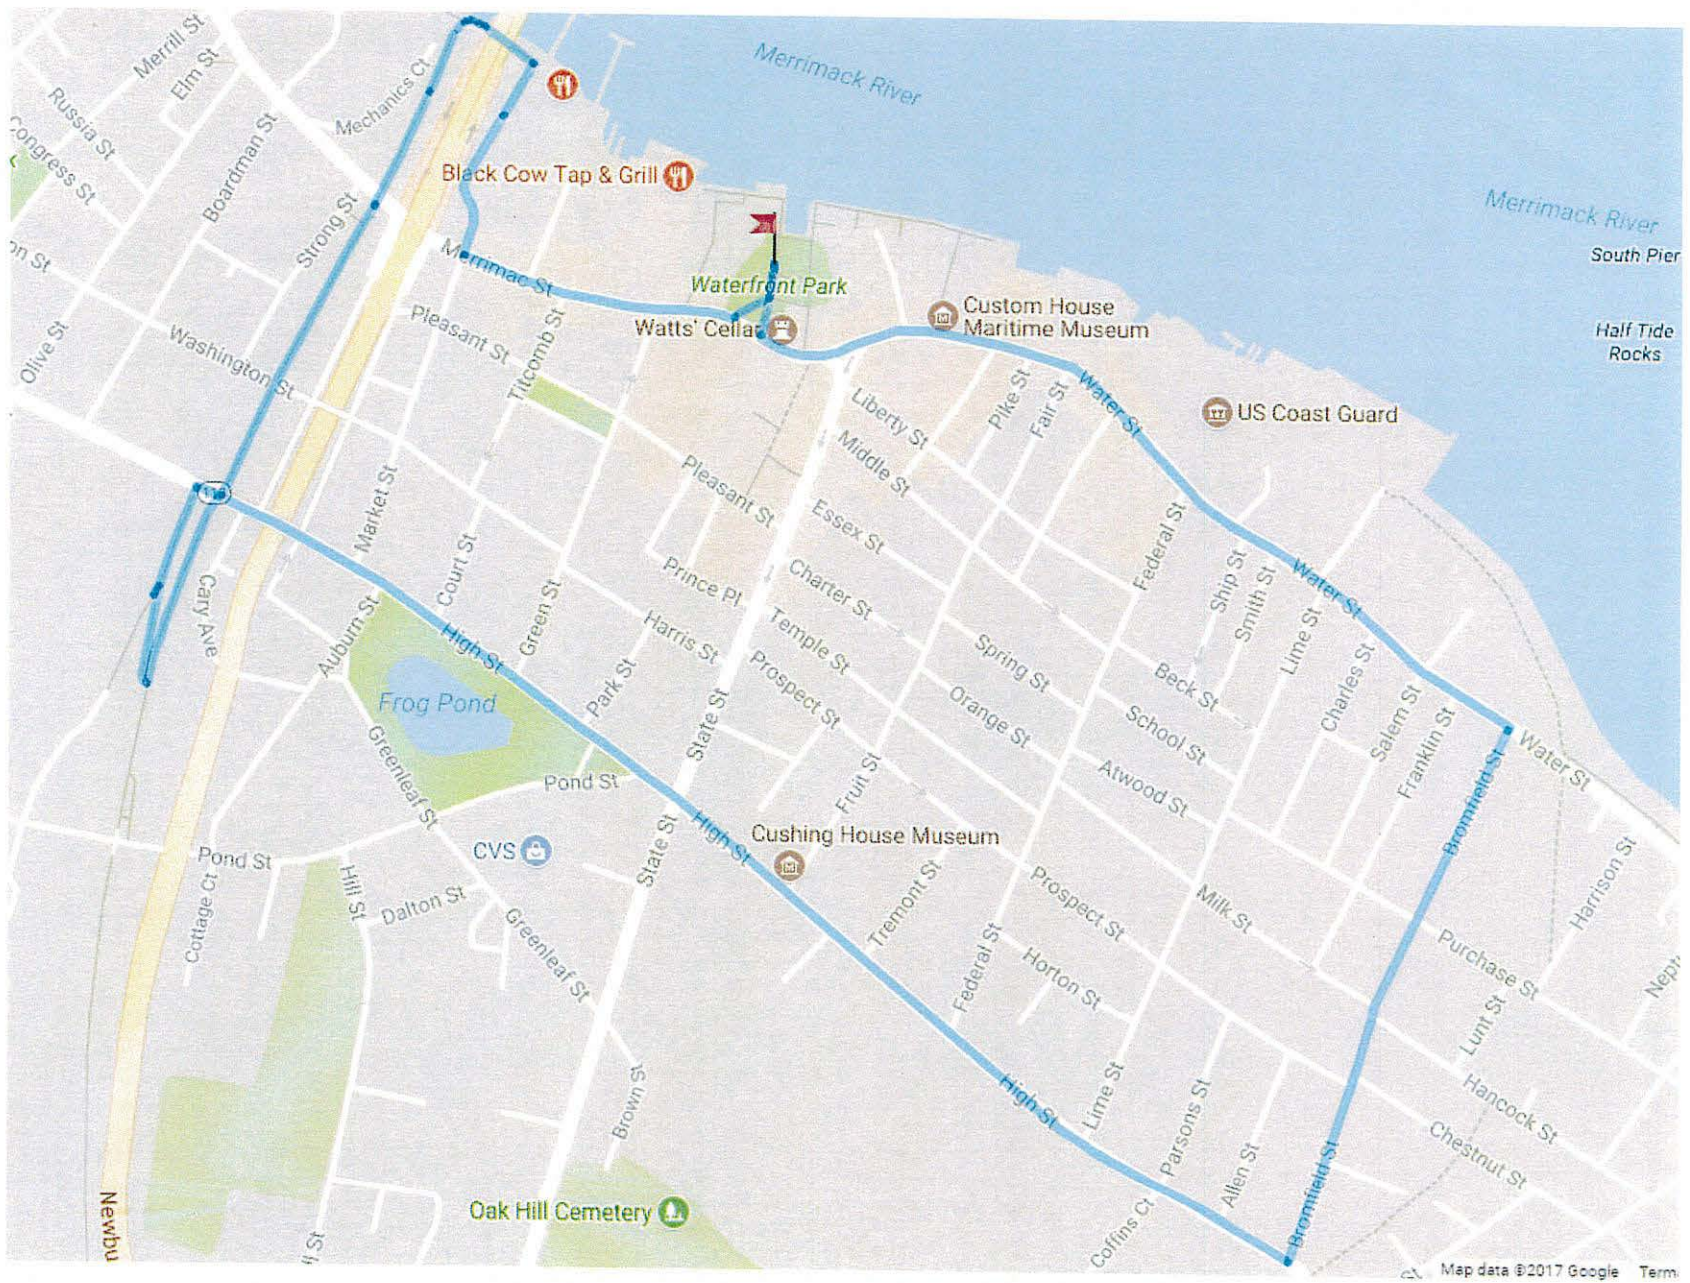 Merrill St
Elm St
Merrimack River
Russia St
Mechanics Ct
Congress St
Boardman St
Black Cow Tap & Grill
Merrimack River
Strong St
South Pier
on St
Merrimac St
Waterfront Park
Custom House
Maritime Museum
Pleasant St
Watts' Cellar
Half Tide
Rocks
Olive St
Washington St
Titcomb St
Pike St
Fair St
Water St
Liberty St
US Coast Guard
Middle St
Pleasant St
Market St
Essex St
Federal St
Court St
Green St
Prince Pl
Charter St
Ship St
Smith St
Water St
Cary Ave
Auburn St
High St
Harris St
Temple St
Lime St
Spring St
Beck St
Charles St
Park St
Prospect St
Frog Pond
State St
Orange St
School St
Salem St
Franklin St
Water St
Greenleaf St
Pond St
Fruit St
Atwood St
Bromfield St
High St
Cushing House Museum
CVS
State St
Pond St
Hill St
Harrison St
Cottage Ct
Dalton St
Greenleaf St
Tremont St
Prospect St
Milk St
Purchase St
Federal St
Horton St
Nept
Lunt St
Brown St
High St
Lime St
Hancock St
Parsons St
Chestnut St
Allen St
Bromfield St
Newbu
Oak Hill Cemetery
Coffins Ct
ll St
St
Map data ©2017 Google Term